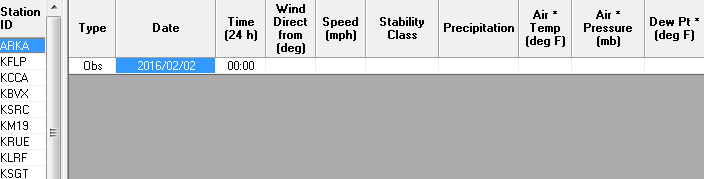 Station
ID
ARKA
KFLP
KCCA
KBVX
KSRC
KM19
KRUE
KLRF
KSGT
Type
Date
Time
(24 h)
Wind
Direct
from
(deg)
Speed
(mph)
Stability
Class
Precipitation
Air *
Temp
(deg F)
Air *
Pressure
(mb)
Dew Pt *
(deg F)
Obs 2016/02/02 00:00